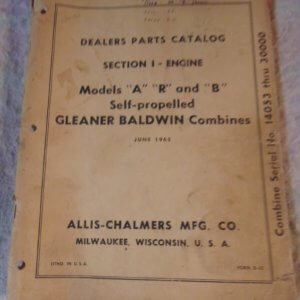 DEALERS PARTS CATALOG
SECTION I - ENGINE
Models "A" "R" and "B"
Self-propelled
GLEANER BALDWIN Combines
JUNE 1965
ALLIS-CHALMERS MFG. CO.
MILWAUKEE, WISCONSIN, U. S. A.
LITHO. IN U.S.A.
Combine Serial No. 14053 thru 30000